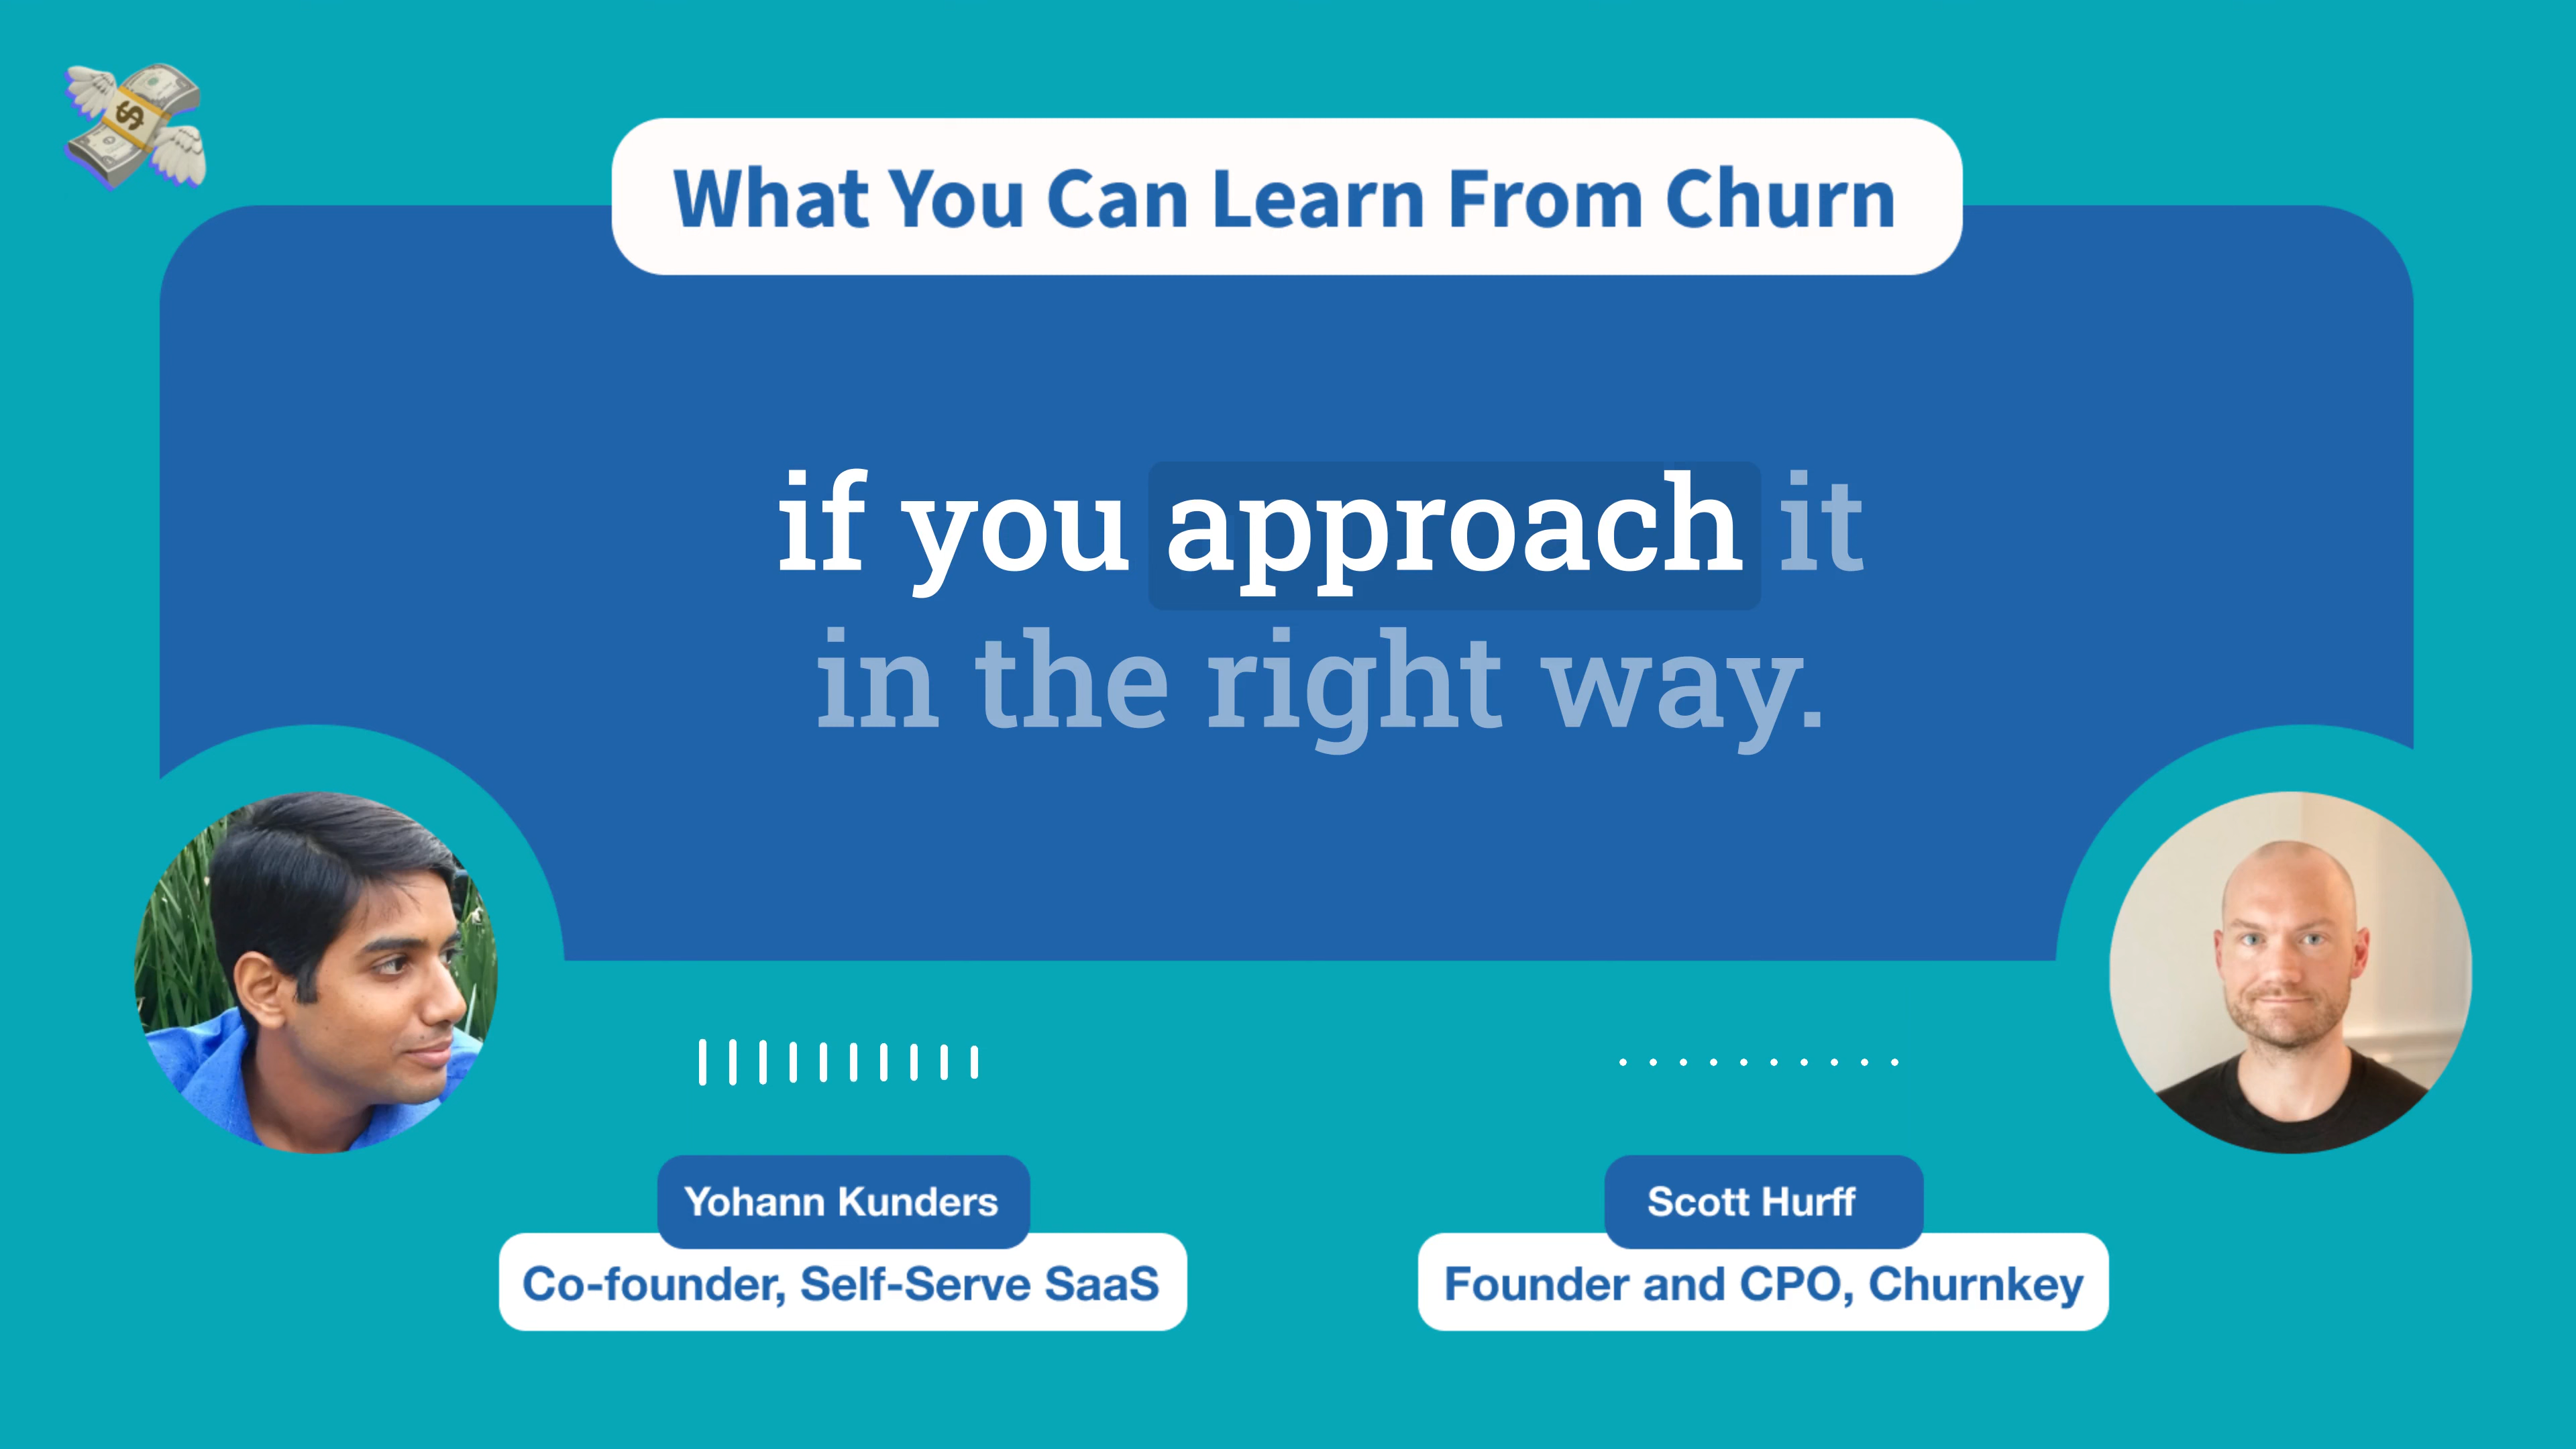 What You Can Learn From Churn
if you approach it
in the right way.
Yohann Kunders
Co-founder, Self-Serve SaaS
Scott Hurff
Founder and CPO, Churnkey